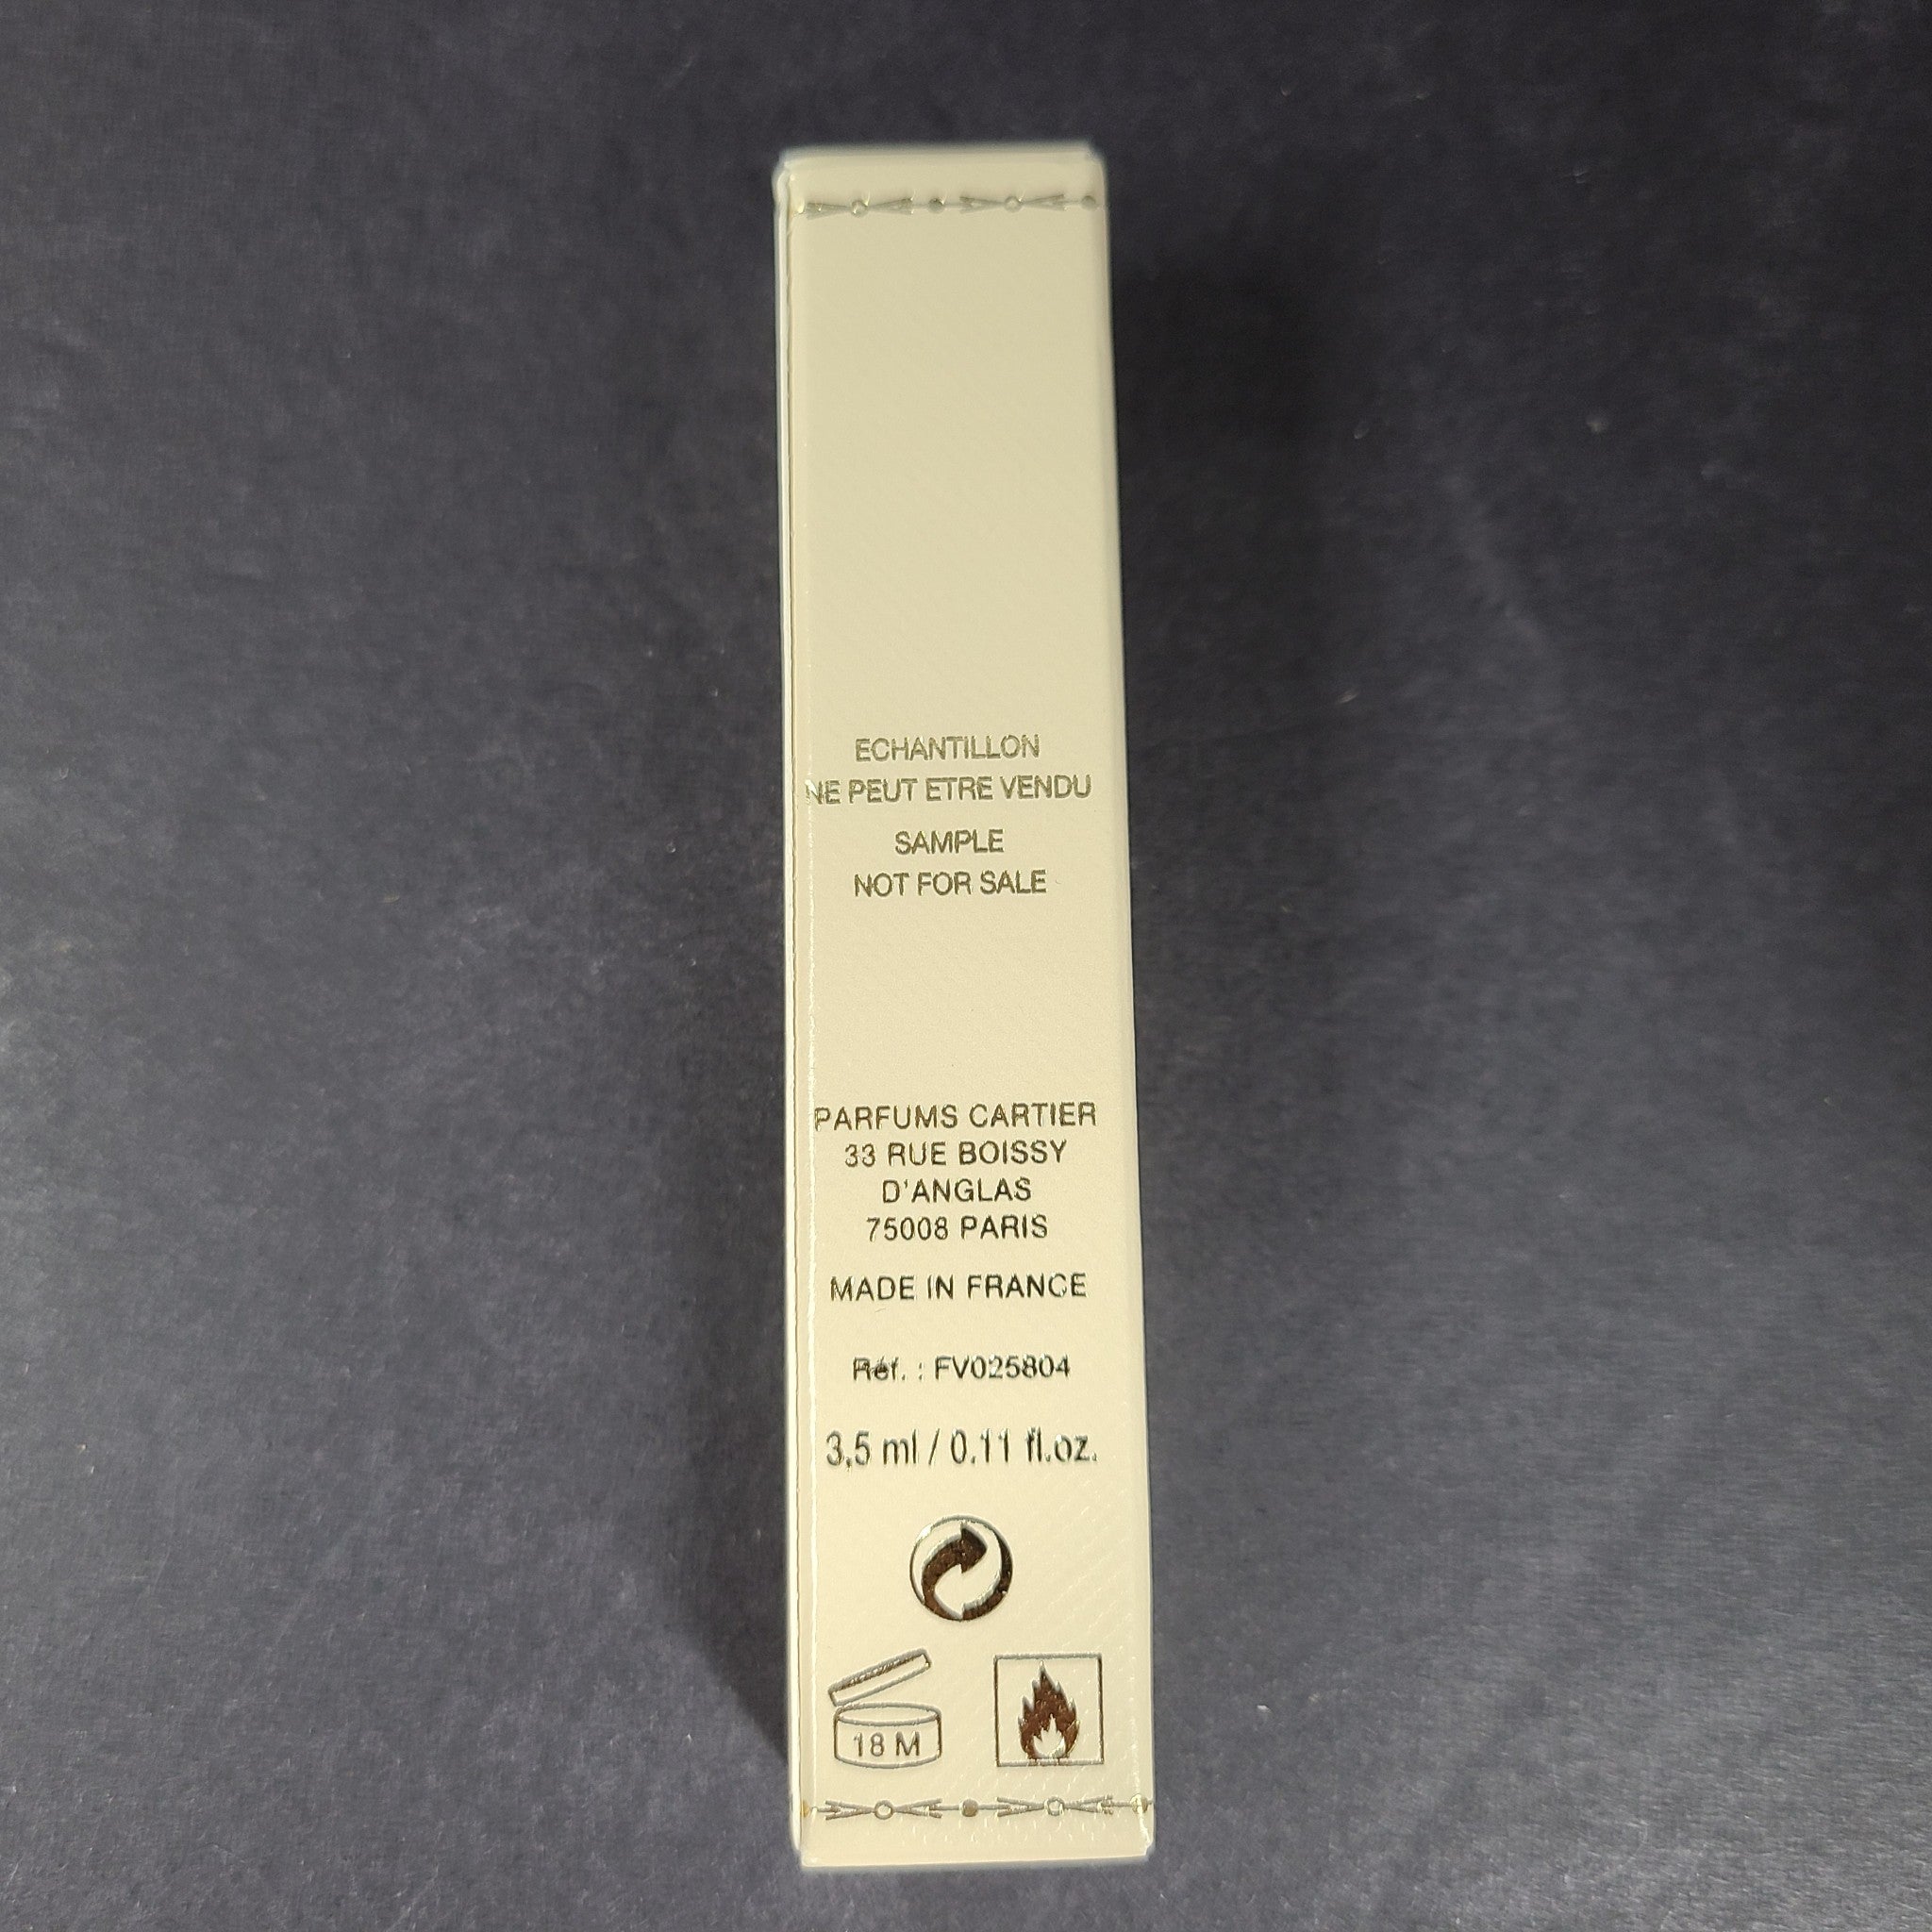 ECHANTILLON
NE PEUT ETRE VENDU
SAMPLE
NOT FOR SALE
PARFUMS CARTIER
33 RUE BOISSY
D'ANGLAS
75008 PARIS
MADE IN FRANCE
Réf. : FV025804
3,5 ml / 0.11 fl.oz.
18 M